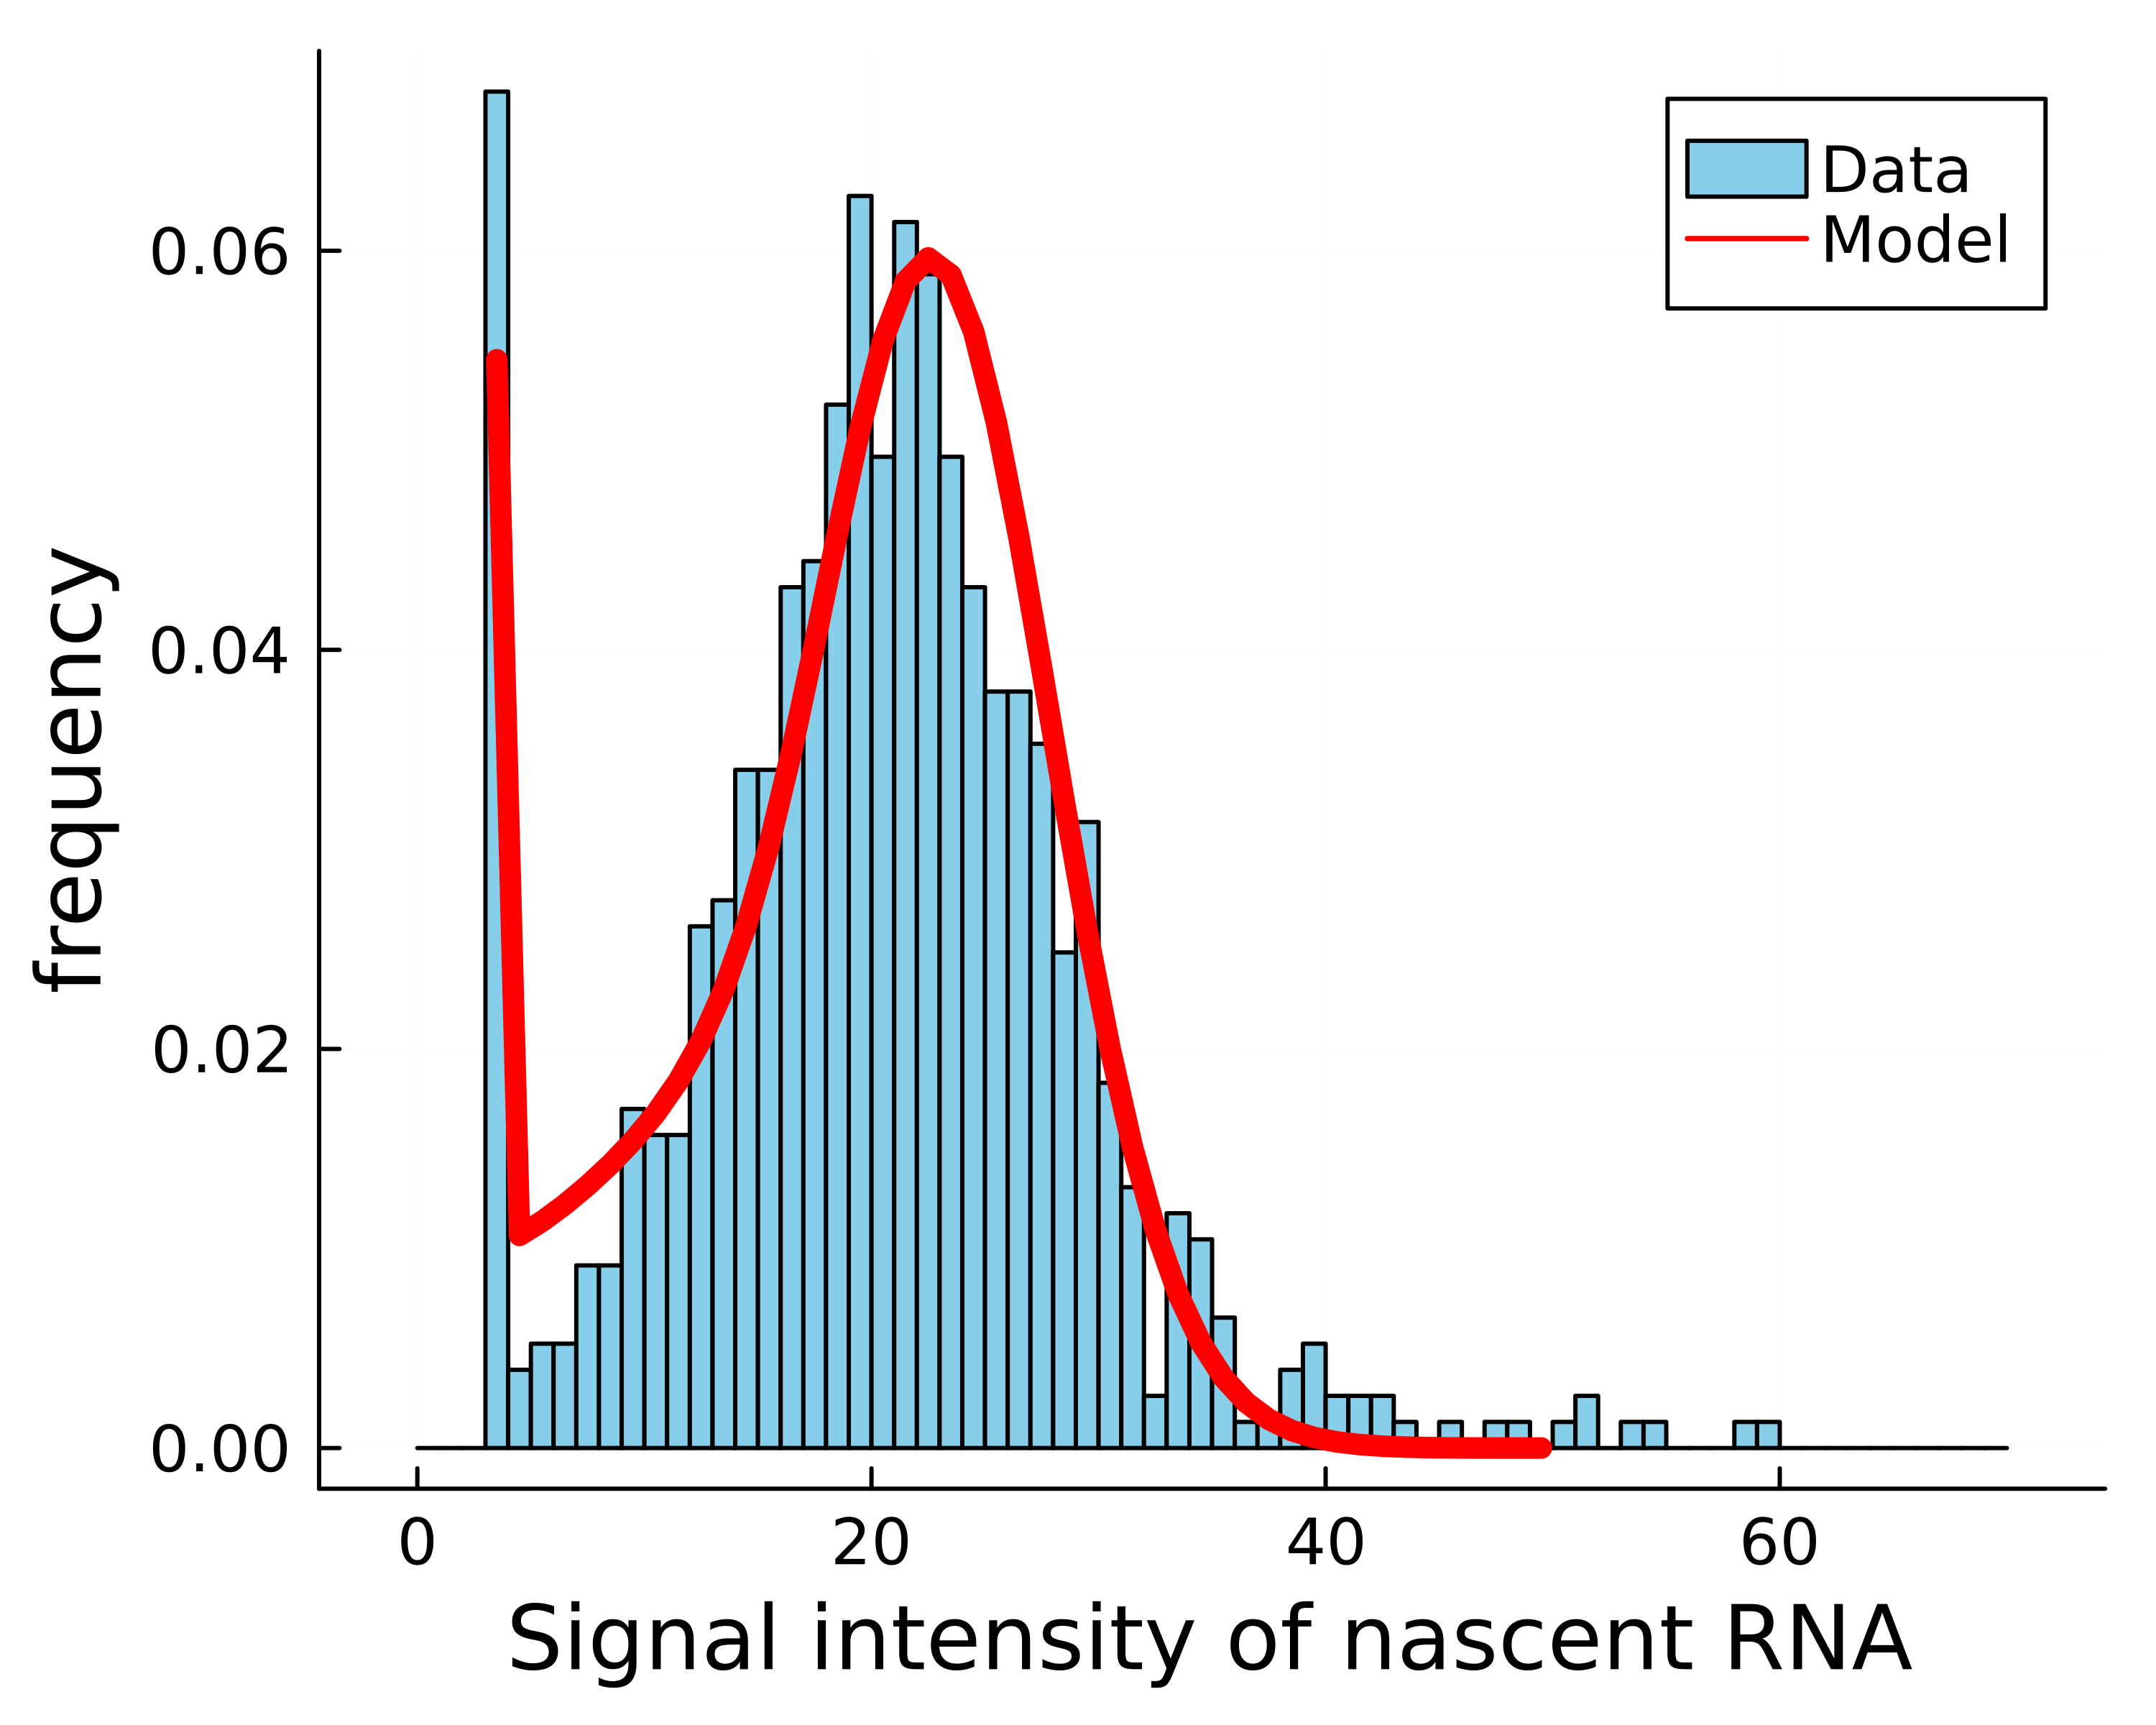 Data
Model
frequency
0.06
0.04
0.02
0.00
0 20 40 60
Signal intensity of nascent RNA